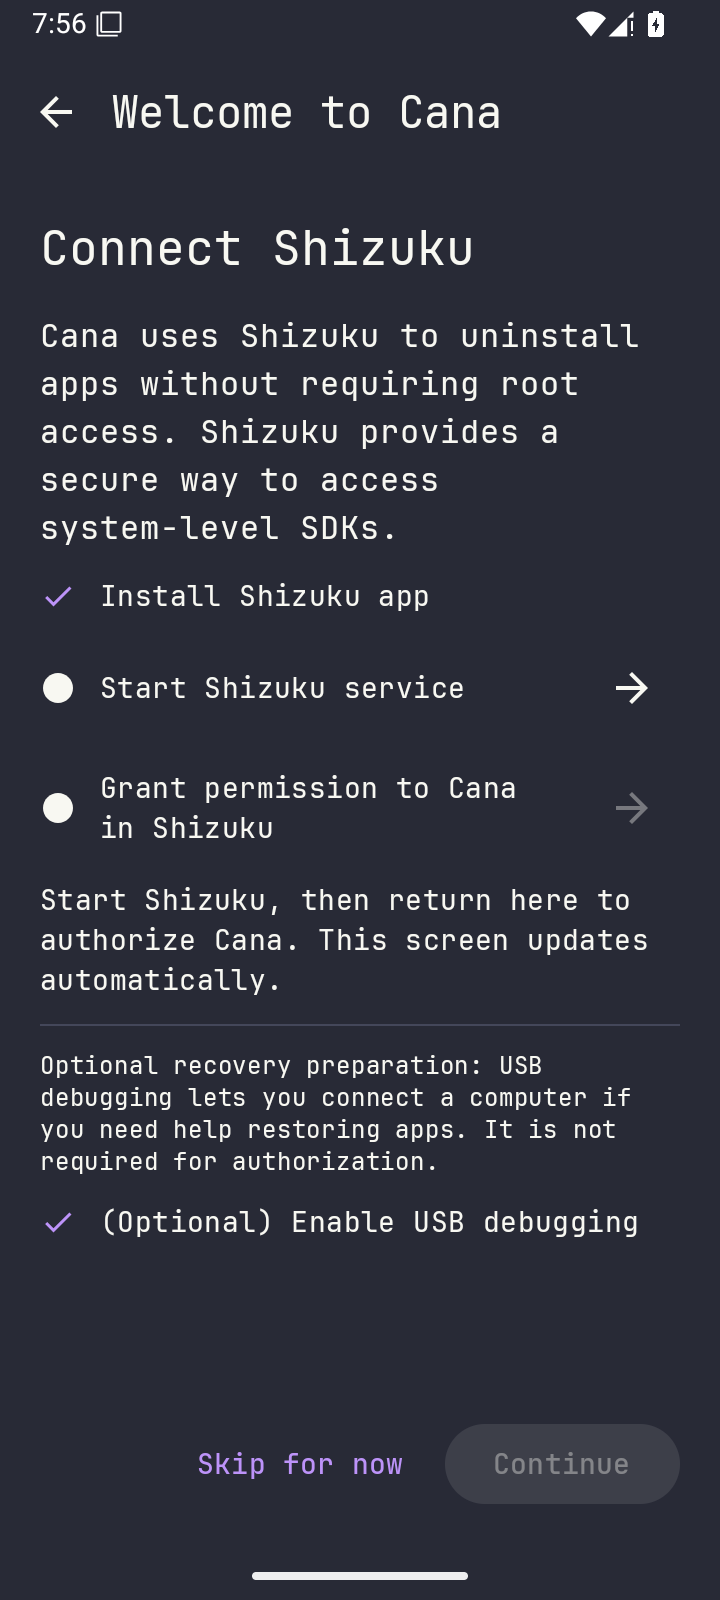 7:56
Welcome to Cana
Connect Shizuku
Cana uses Shizuku to uninstall
apps without requiring root
access. Shizuku provides a
secure way to access
system-level SDKs.
Install Shizuku app
Start Shizuku service
Grant permission to Cana
in Shizuku
Start Shizuku, then return here to
authorize Cana. This screen updates
automatically.
Optional recovery preparation: USB
debugging lets you connect a computer if
you need help restoring apps. It is not
required for authorization.
(Optional) Enable USB debugging
Skip for now
Continue